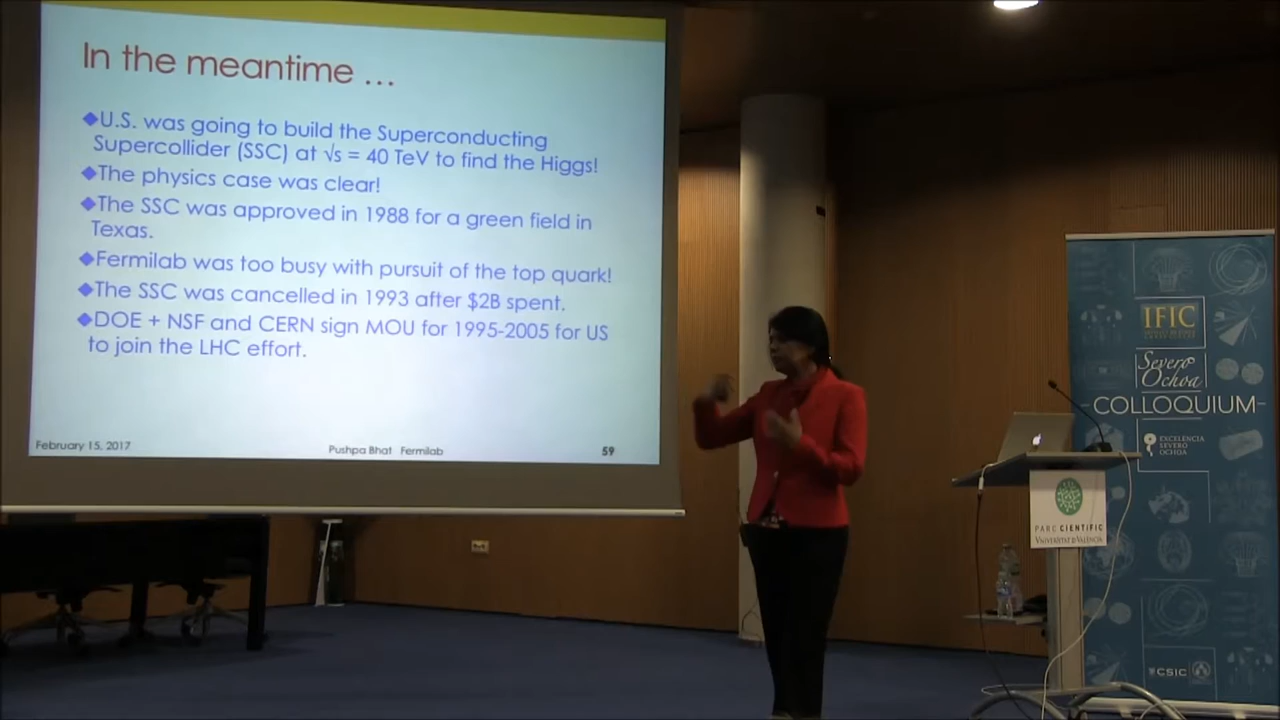 In the meantime …
◆U.S. was going to build the Superconducting
Supercollider (SSC) at √s = 40 TeV to find the Higgs!
◆The physics case was clear!
◆The SSC was approved in 1988 for a green field in
Texas.
◆Fermilab was too busy with pursuit of the top quark!
◆The SSC was cancelled in 1993 after $2B spent.
◆DOE + NSF and CERN sign MOU for 1995-2005 for US
to join the LHC effort.
February 15, 2017
Pushpa Bhat Fermilab
59
IFIC
Severo
Ochoa
-COLLOQUIUM-
EXCELENCIA
SEVERO
OCHOA
CSIC
PARC CIENTÍFIC
VNIVERSITAT D VALÈNCIA